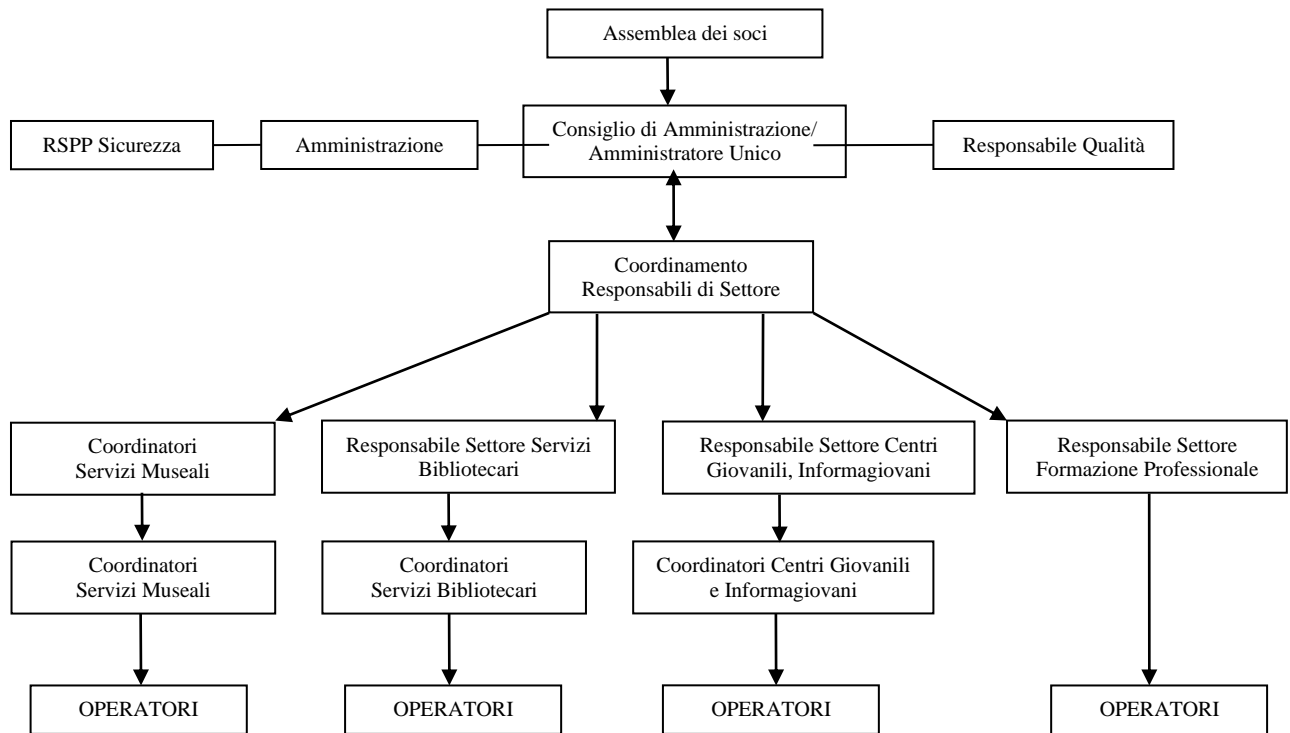 Assemblea dei soci
RSPP Sicurezza
Amministrazione
Consiglio di Amministrazione/
Amministratore Unico
Responsabile Qualità
Coordinamento
Responsabili di Settore
Coordinatori
Servizi Museali
Responsabile Settore Servizi
Bibliotecari
Responsabile Settore Centri
Giovanili, Informagiovani
Responsabile Settore
Formazione Professionale
Coordinatori
Servizi Museali
Coordinatori
Servizi Bibliotecari
Coordinatori Centri Giovanili
e Informagiovani
OPERATORI
OPERATORI
OPERATORI
OPERATORI